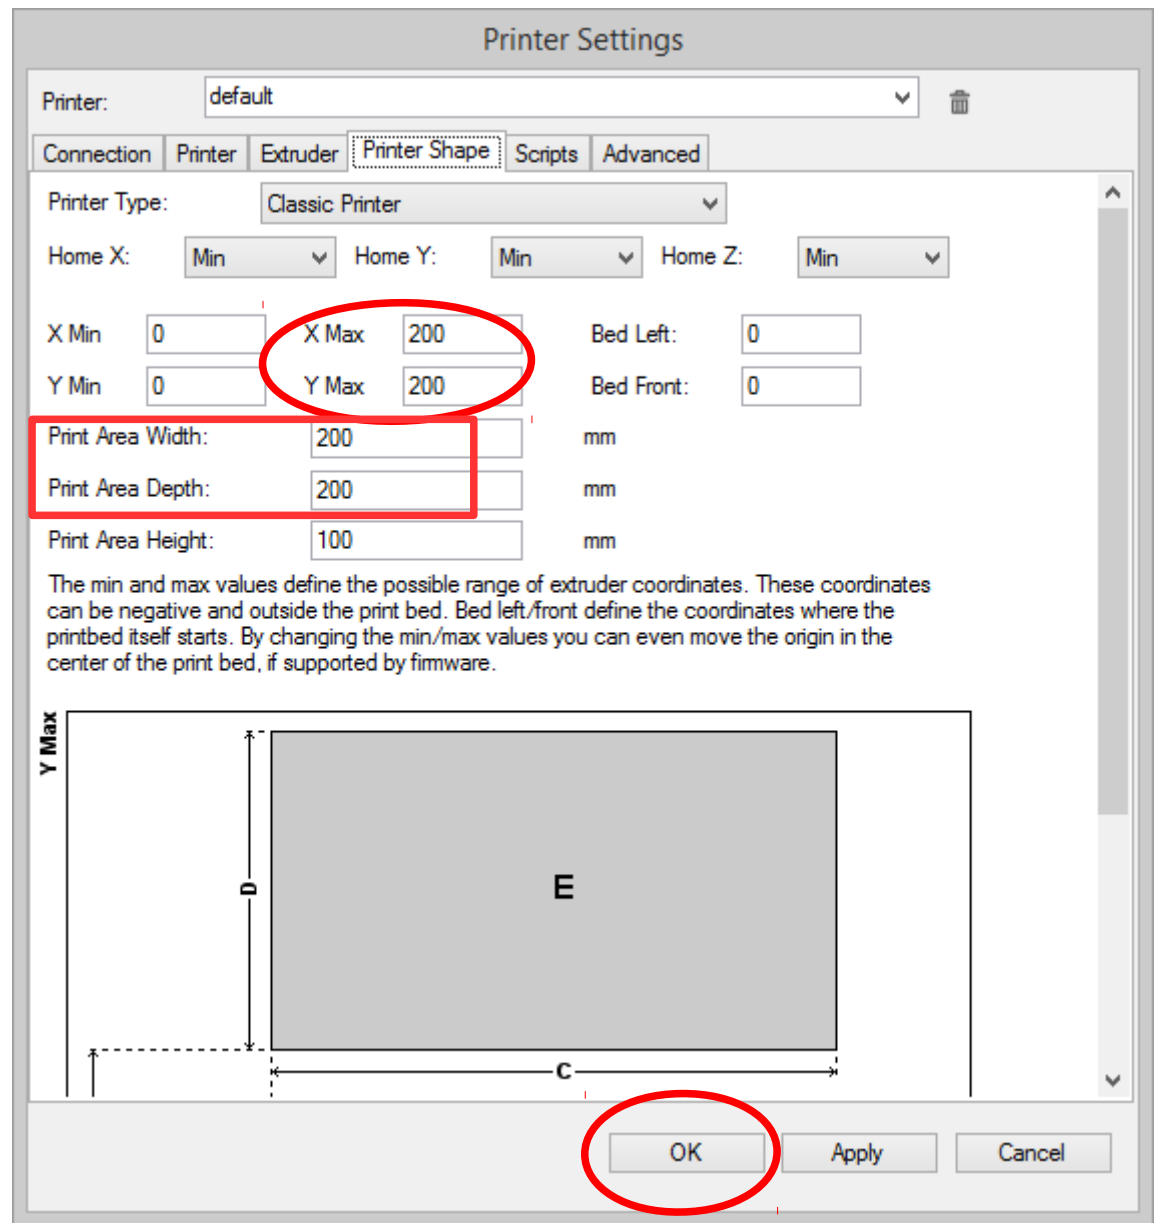 Printer Settings
Printer: default
Connection Printer Extruder Printer Shape Scripts Advanced
Printer Type: Classic Printer
Home X: Min Home Y: Min Home Z: Min
X Min 0 X Max 200 Bed Left: 0
Y Min 0 Y Max 200 Bed Front: 0
Print Area Width: 200 mm
Print Area Depth: 200 mm
Print Area Height: 100 mm
The min and max values define the possible range of extruder coordinates. These coordinates
can be negative and outside the print bed. Bed left/front define the coordinates where the
printbed itself starts. By changing the min/max values you can even move the origin in the
center of the print bed, if supported by firmware.
Y Max
D
E
C
OK Apply Cancel